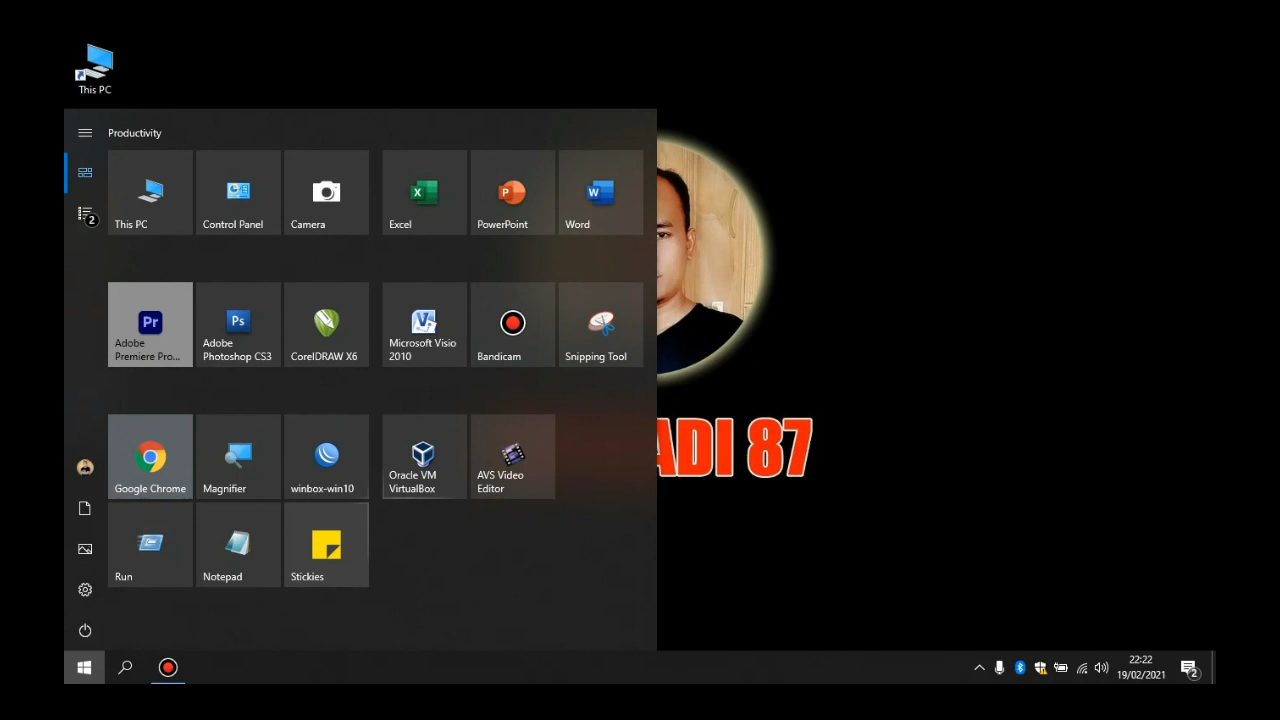 This PC
Productivity
This PC
Control Panel
Camera
Excel
PowerPoint
Word
Adobe
Premiere Pro...
Adobe
Photoshop CS3
CorelDRAW X6
Microsoft Visio
2010
Bandicam
Snipping Tool
Google Chrome
Magnifier
winbox-win10
Oracle VM
VirtualBox
AVS Video
Editor
Run
Notepad
Stickies
2
ADI 87
22:22
19/02/2021
2